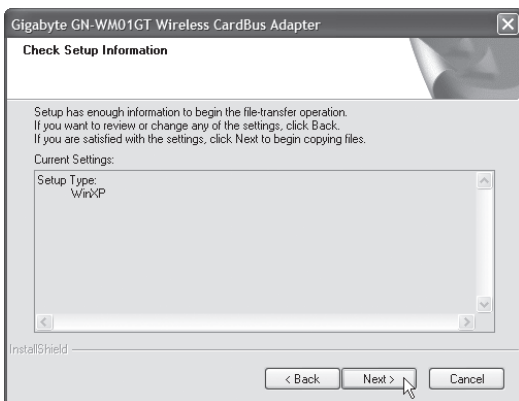 Gigabyte GN-WM01GT Wireless CardBus Adapter
Check Setup Information
Setup has enough information to begin the file-transfer operation.
If you want to review or change any of the settings, click Back.
If you are satisfied with the settings, click Next to begin copying files.
Current Settings:
Setup Type:
WinXP
InstallShield
< Back
Next >
Cancel